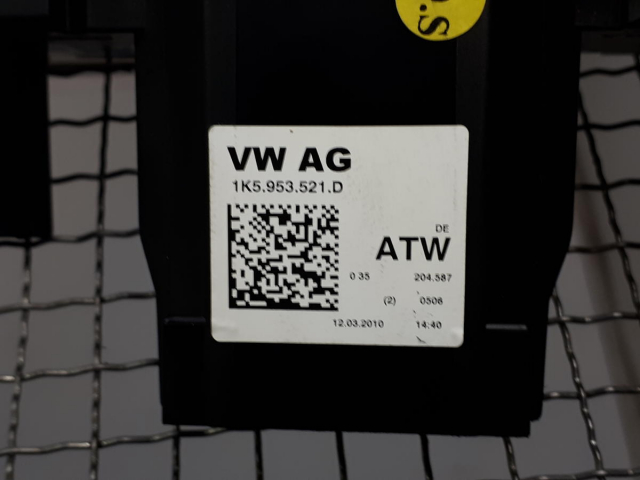 .S
VW AG
1K5.953.521.D
DE
ATW
0 35 204.587
(2) 0506
12.03.2010 14:40